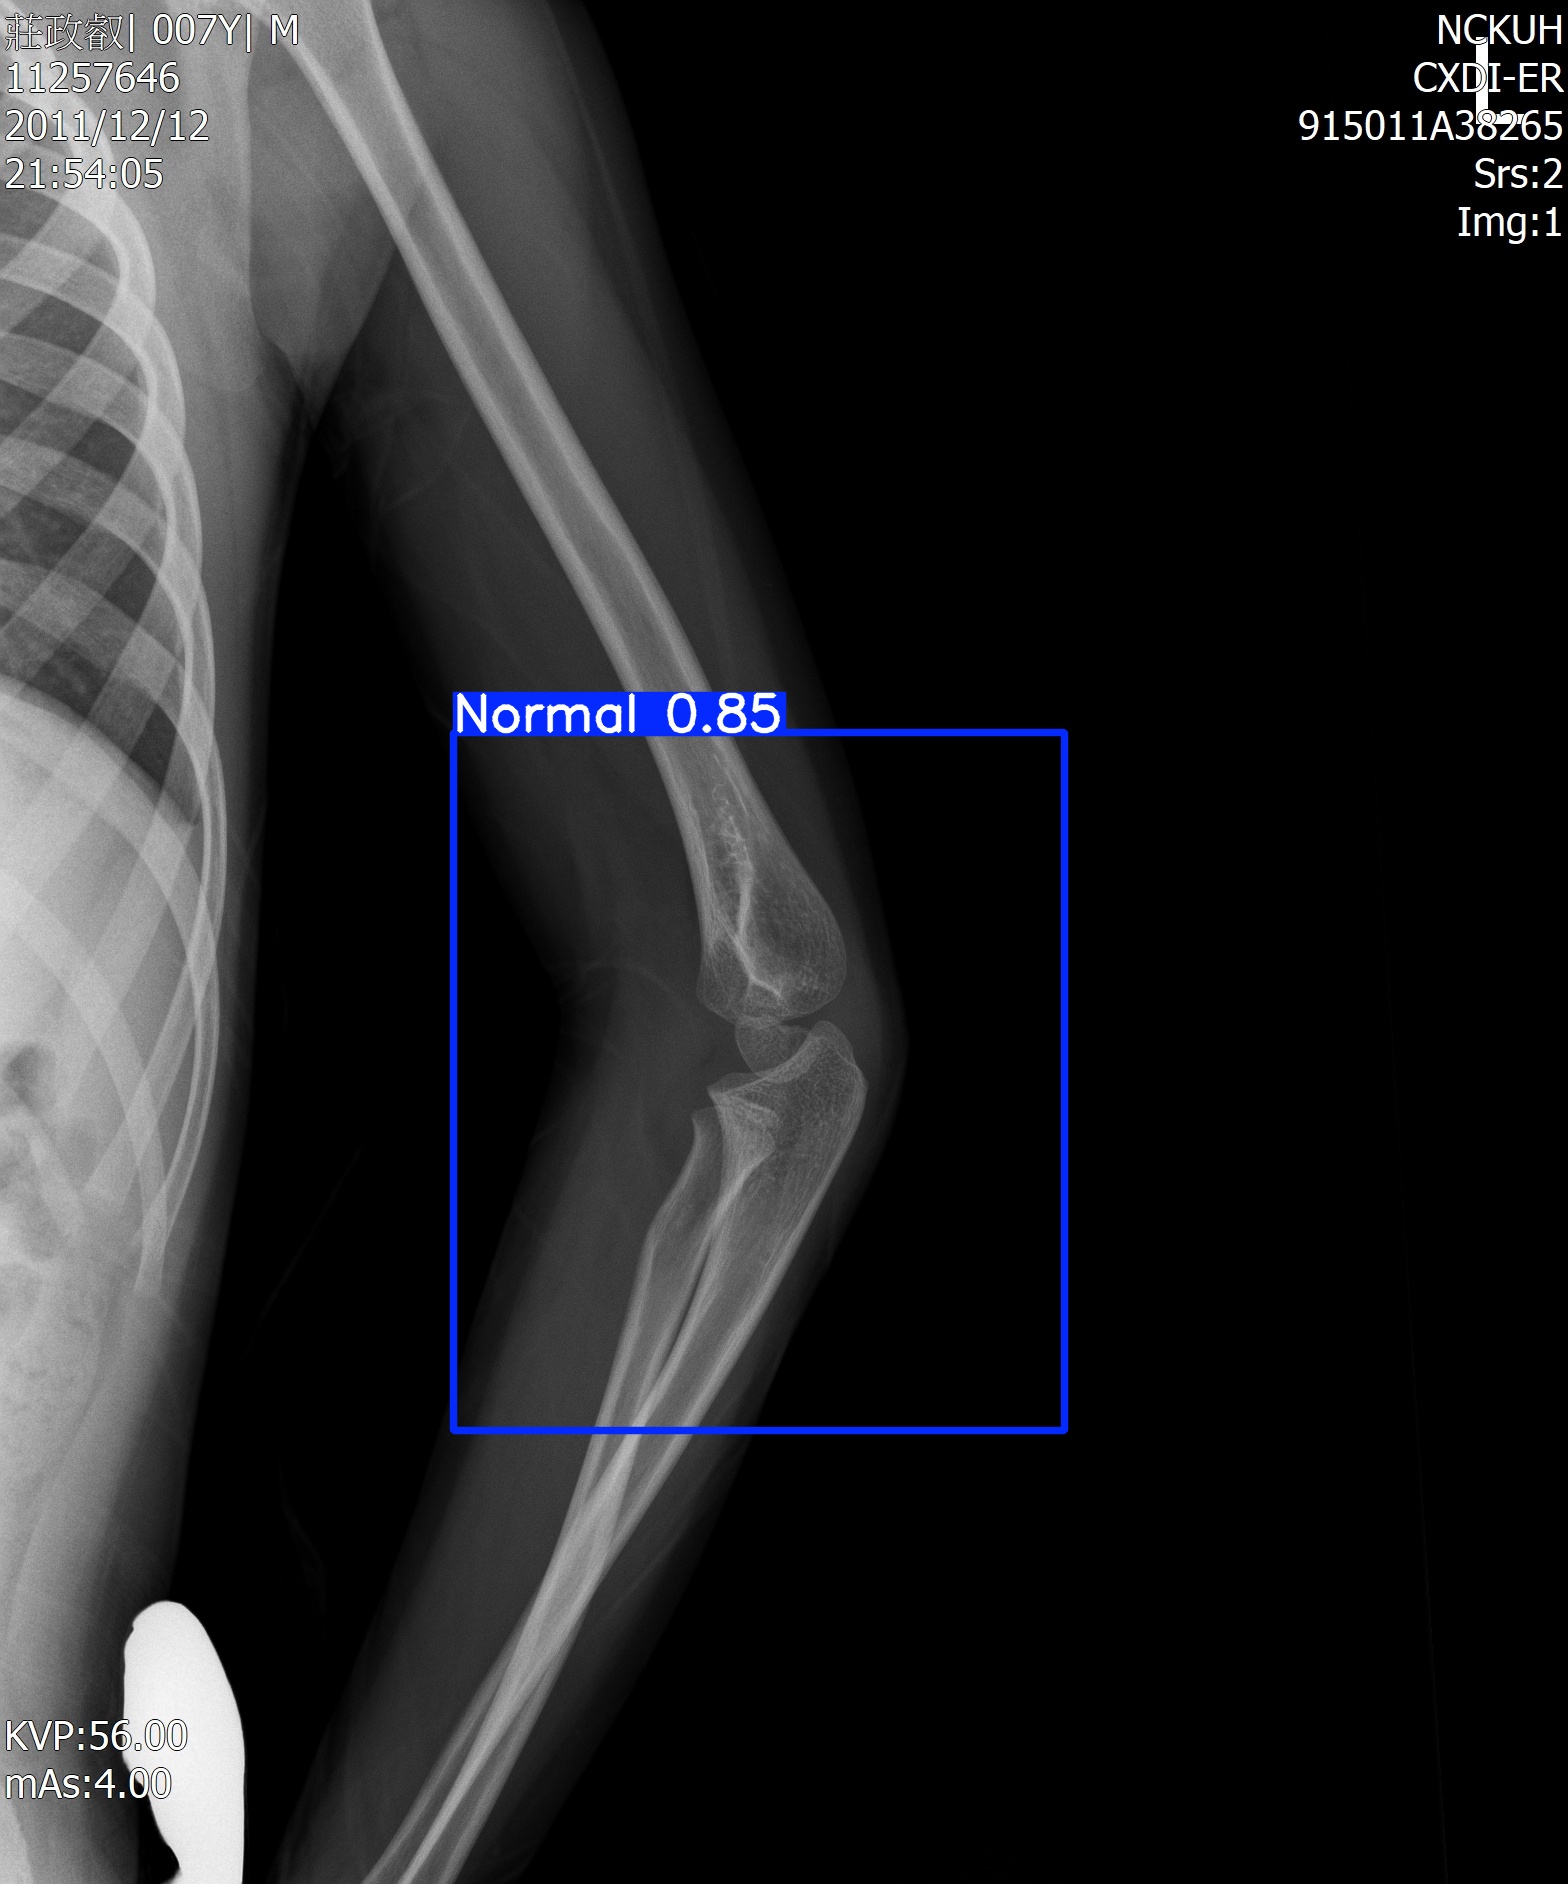 莊政叡| 007Y| M
11257646
2011/12/12
21:54:05
NCKUH
CXDI-ER
915011A38265
Srs:2
Img:1
L
Normal 0.85
KVP:56.00
mAs:4.00